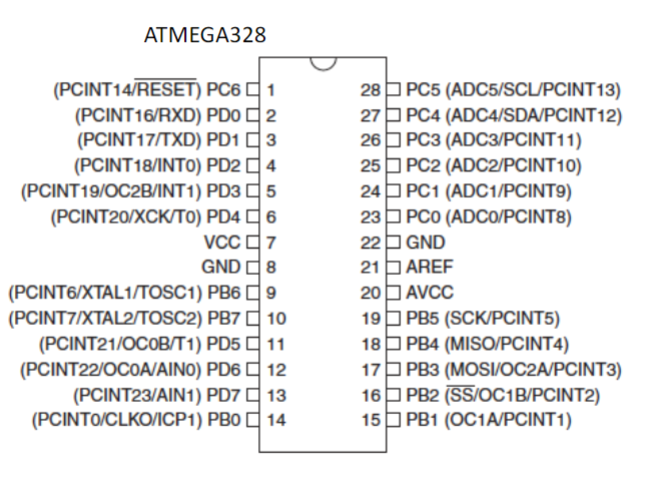 ATMEGA328
(PCINT14/RESET) PC6 1 28 PC5 (ADC5/SCL/PCINT13)
(PCINT16/RXD) PD0 2 27 PC4 (ADC4/SDA/PCINT12)
(PCINT17/TXD) PD1 3 26 PC3 (ADC3/PCINT11)
(PCINT18/INT0) PD2 4 25 PC2 (ADC2/PCINT10)
(PCINT19/OC2B/INT1) PD3 5 24 PC1 (ADC1/PCINT9)
(PCINT20/XCK/T0) PD4 6 23 PC0 (ADC0/PCINT8)
VCC 7 22 GND
GND 8 21 AREF
(PCINT6/XTAL1/TOSC1) PB6 9 20 AVCC
(PCINT7/XTAL2/TOSC2) PB7 10 19 PB5 (SCK/PCINT5)
(PCINT21/OC0B/T1) PD5 11 18 PB4 (MISO/PCINT4)
(PCINT22/OC0A/AIN0) PD6 12 17 PB3 (MOSI/OC2A/PCINT3)
(PCINT23/AIN1) PD7 13 16 PB2 (SS/OC1B/PCINT2)
(PCINT0/CLKO/ICP1) PB0 14 15 PB1 (OC1A/PCINT1)